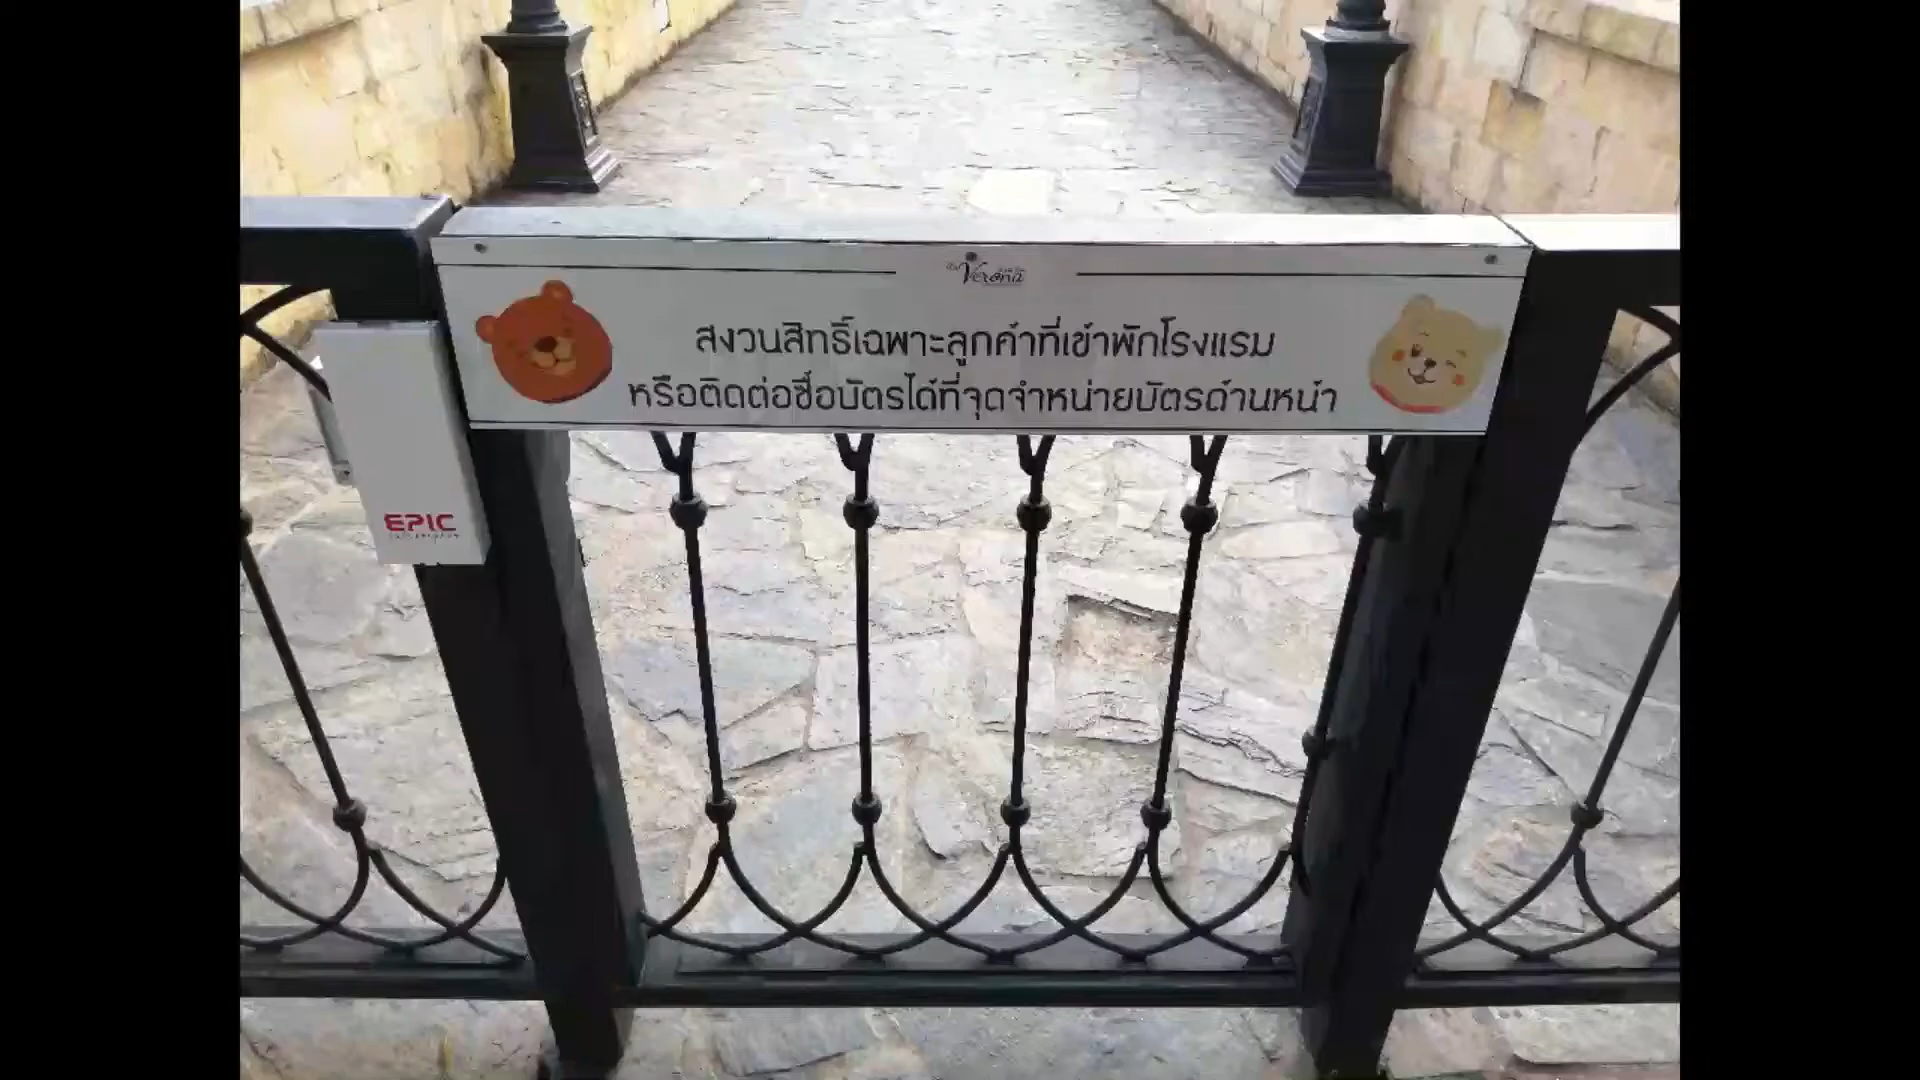 Verona
สงวนสิทธิ์เฉพาะลูกค้าที่เข้าพักโรงแรม
หรือติดต่อซื้อบัตรได้ที่จุดจำหน่ายบัตรด้านหน้า
EPIC